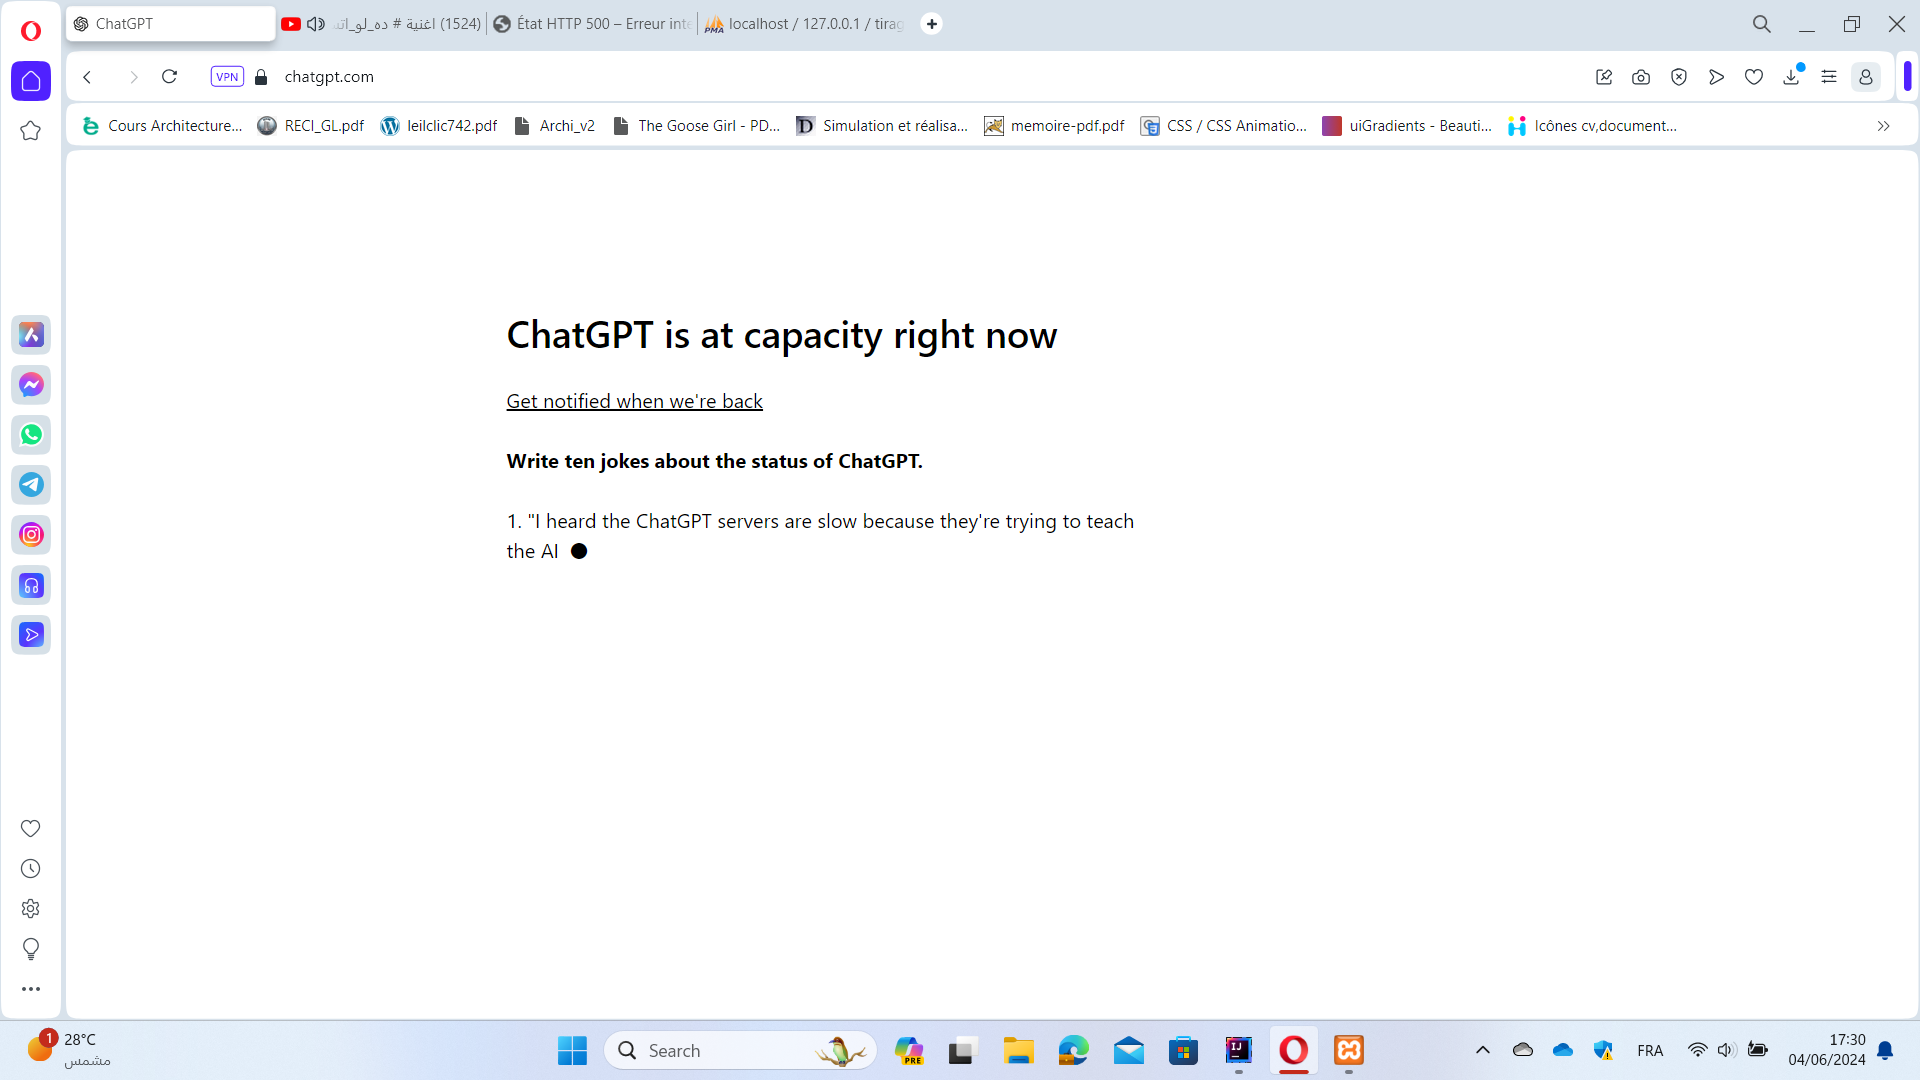 ChatGPT
(1524) اغنية # ده_لو_اتس
État HTTP 500 – Erreur inte
localhost / 127.0.0.1 / tirag
VPN
chatgpt.com
Cours Architecture...
RECI_GL.pdf
leilclic742.pdf
Archi_v2
The Goose Girl - PD...
Simulation et réalisa...
memoire-pdf.pdf
CSS / CSS Animatio...
uiGradients - Beauti...
Icônes cv,document...
ChatGPT is at capacity right now
Get notified when we're back
Write ten jokes about the status of ChatGPT.
1. "I heard the ChatGPT servers are slow because they're trying to teach
the AI
1
28°C
مشمس
Search
PRE
IJ
FRA
17:30
04/06/2024